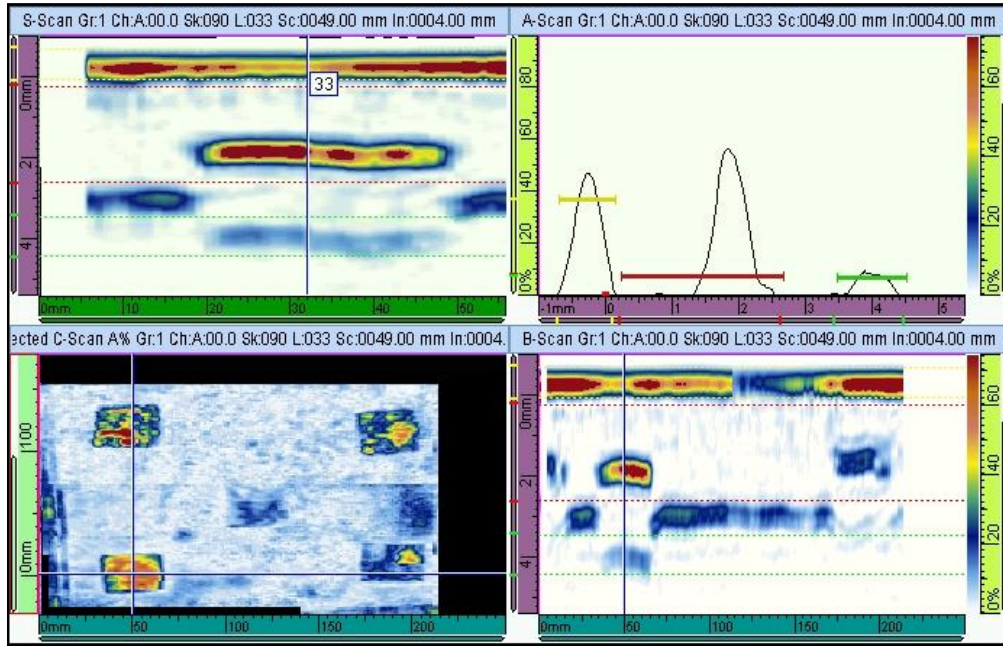 S-Scan Gr:1 Ch:A:00.0 Sk:090 L:033 Sc:0049.00 mm In:0004.00 mm
A-Scan Gr:1 Ch:A:00.0 Sk:090 L:033 Sc:0049.00 mm In:0004.00 mm
0mm
2
4
33
0mm |10 |20 |30 |40 |50
0% |20 |40 |60 |80
-1mm |0 |1 |2 |3 |4 |5
0% |20 |40 |60
ected C-Scan A% Gr:1 Ch:A:00.0 Sk:090 L:033 Sc:0049.00 mm In:0004.
B-Scan Gr:1 Ch:A:00.0 Sk:090 L:033 Sc:0049.00 mm In:0004.00 mm
|100
|0mm
0mm |50 |100 |150 |200
0mm
2
4
0mm |50 |100 |150 |200
0% |20 |40 |60